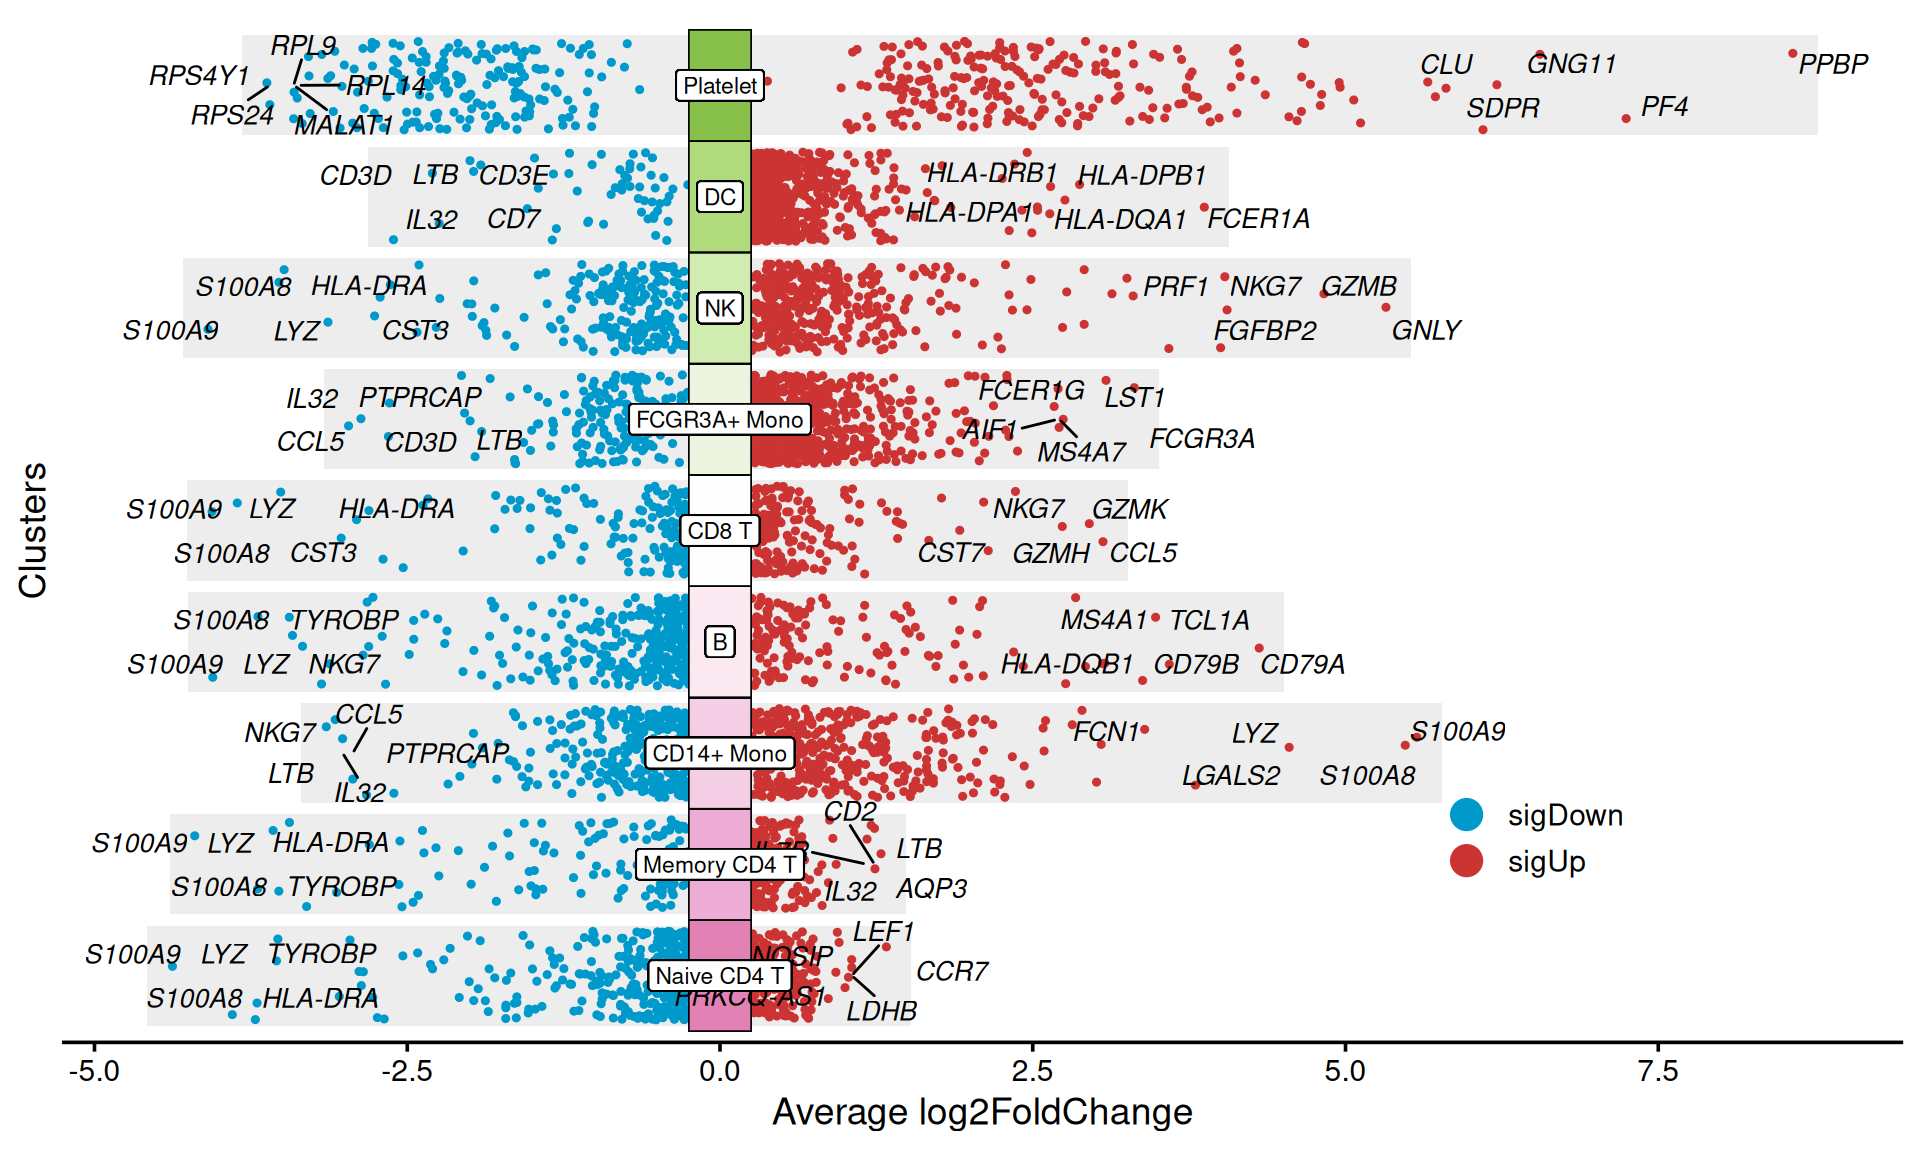 RPL9
RPS4Y1
RPL14
RPS24
MALAT1
Platelet
CLU
GNG11
PPBP
SDPR
PF4
CD3D LTB CD3E
IL32 CD7
DC
HLA-DRB1 HLA-DPB1
HLA-DPA1 HLA-DQA1 FCER1A
S100A8 HLA-DRA
S100A9 LYZ CST3
NK
PRF1 NKG7 GZMB
FGFBP2 GNLY
IL32 PTPRCAP
CCL5 CD3D LTB
FCGR3A+ Mono
FCER1G LST1
AIF1
MS4A7 FCGR3A
S100A9 LYZ HLA-DRA
S100A8 CST3
CD8 T
NKG7 GZMK
CST7 GZMH CCL5
S100A8 TYROBP
S100A9 LYZ NKG7
B
MS4A1 TCL1A
HLA-DQB1 CD79B CD79A
CCL5
NKG7
PTPRCAP
LTB
IL32
CD14+ Mono
FCN1 LYZ S100A9
LGALS2 S100A8
S100A9 LYZ HLA-DRA
S100A8 TYROBP
Memory CD4 T
CD2
LTB
IL32 AQP3
S100A9 LYZ TYROBP
S100A8 HLA-DRA
Naive CD4 T
LEF1
NOSIP
CCR7
PRKCQ-AS1
LDHB
sigDown
sigUp
Clusters
-5.0 -2.5 0.0 2.5 5.0 7.5
Average log2FoldChange